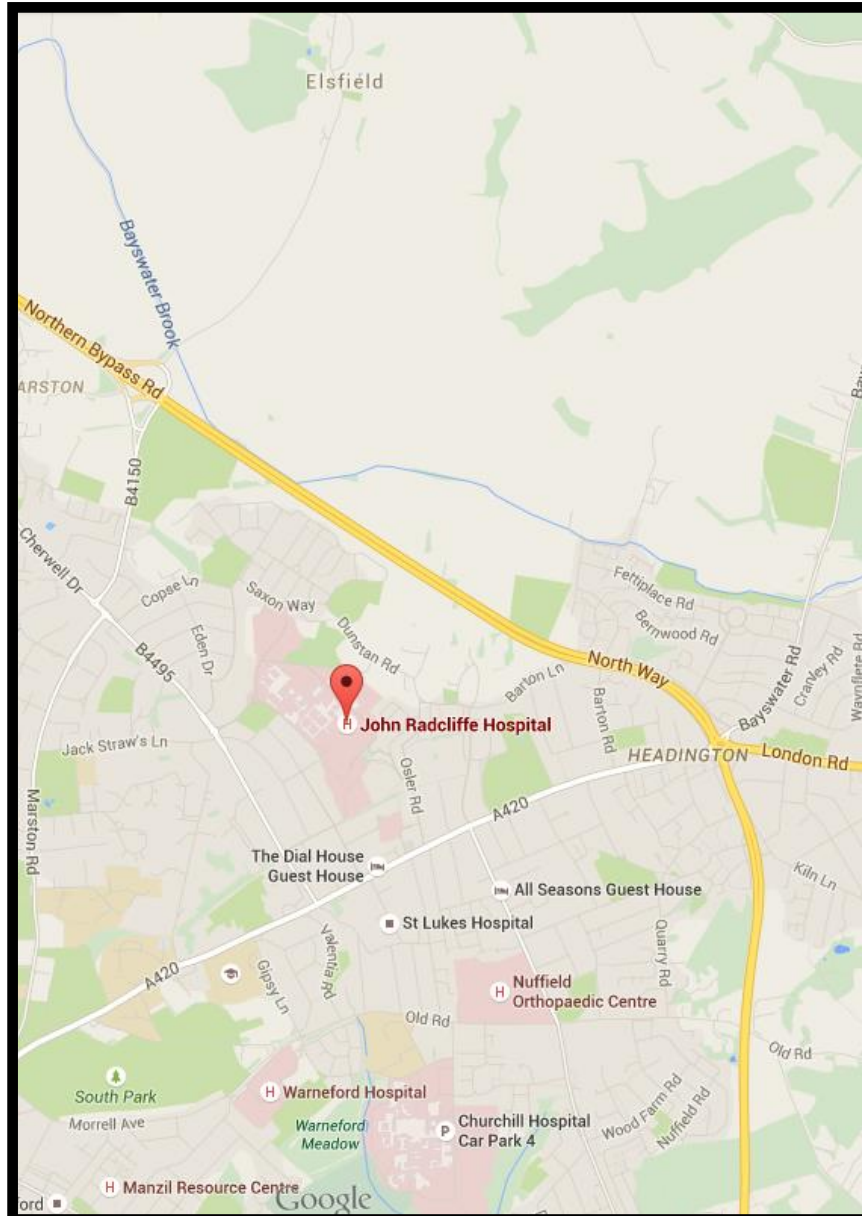 Elsfield
Bayswater
Brook
Northern Bypass Rd
ARSTON
B4150
Cherwell Dr
Copse Ln
Saxon Way
Eden Dr
Dunstan Rd
B4495
Fettiplace Rd
Bernwood Rd
North Way
Barton Ln
Barton Rd
Bayswater Rd
Cranley Rd
Waynflete Rd
H John Radcliffe Hospital
Jack Straw's Ln
HEADINGTON
London Rd
Osler Rd
Marston Rd
A420
The Dial House
Guest House
All Seasons Guest House
Kiln Ln
St Lukes Hospital
Valentia Rd
Quarry Rd
A420
Gipsy Ln
H Nuffield
Orthopaedic Centre
Old Rd
Old Rd
South Park
H Warneford Hospital
Morrell Ave
Warneford
Meadow
P Churchill Hospital
Car Park 4
Wood Farm Rd
Nuffield Rd
H Manzil Resource Centre
Google
ford